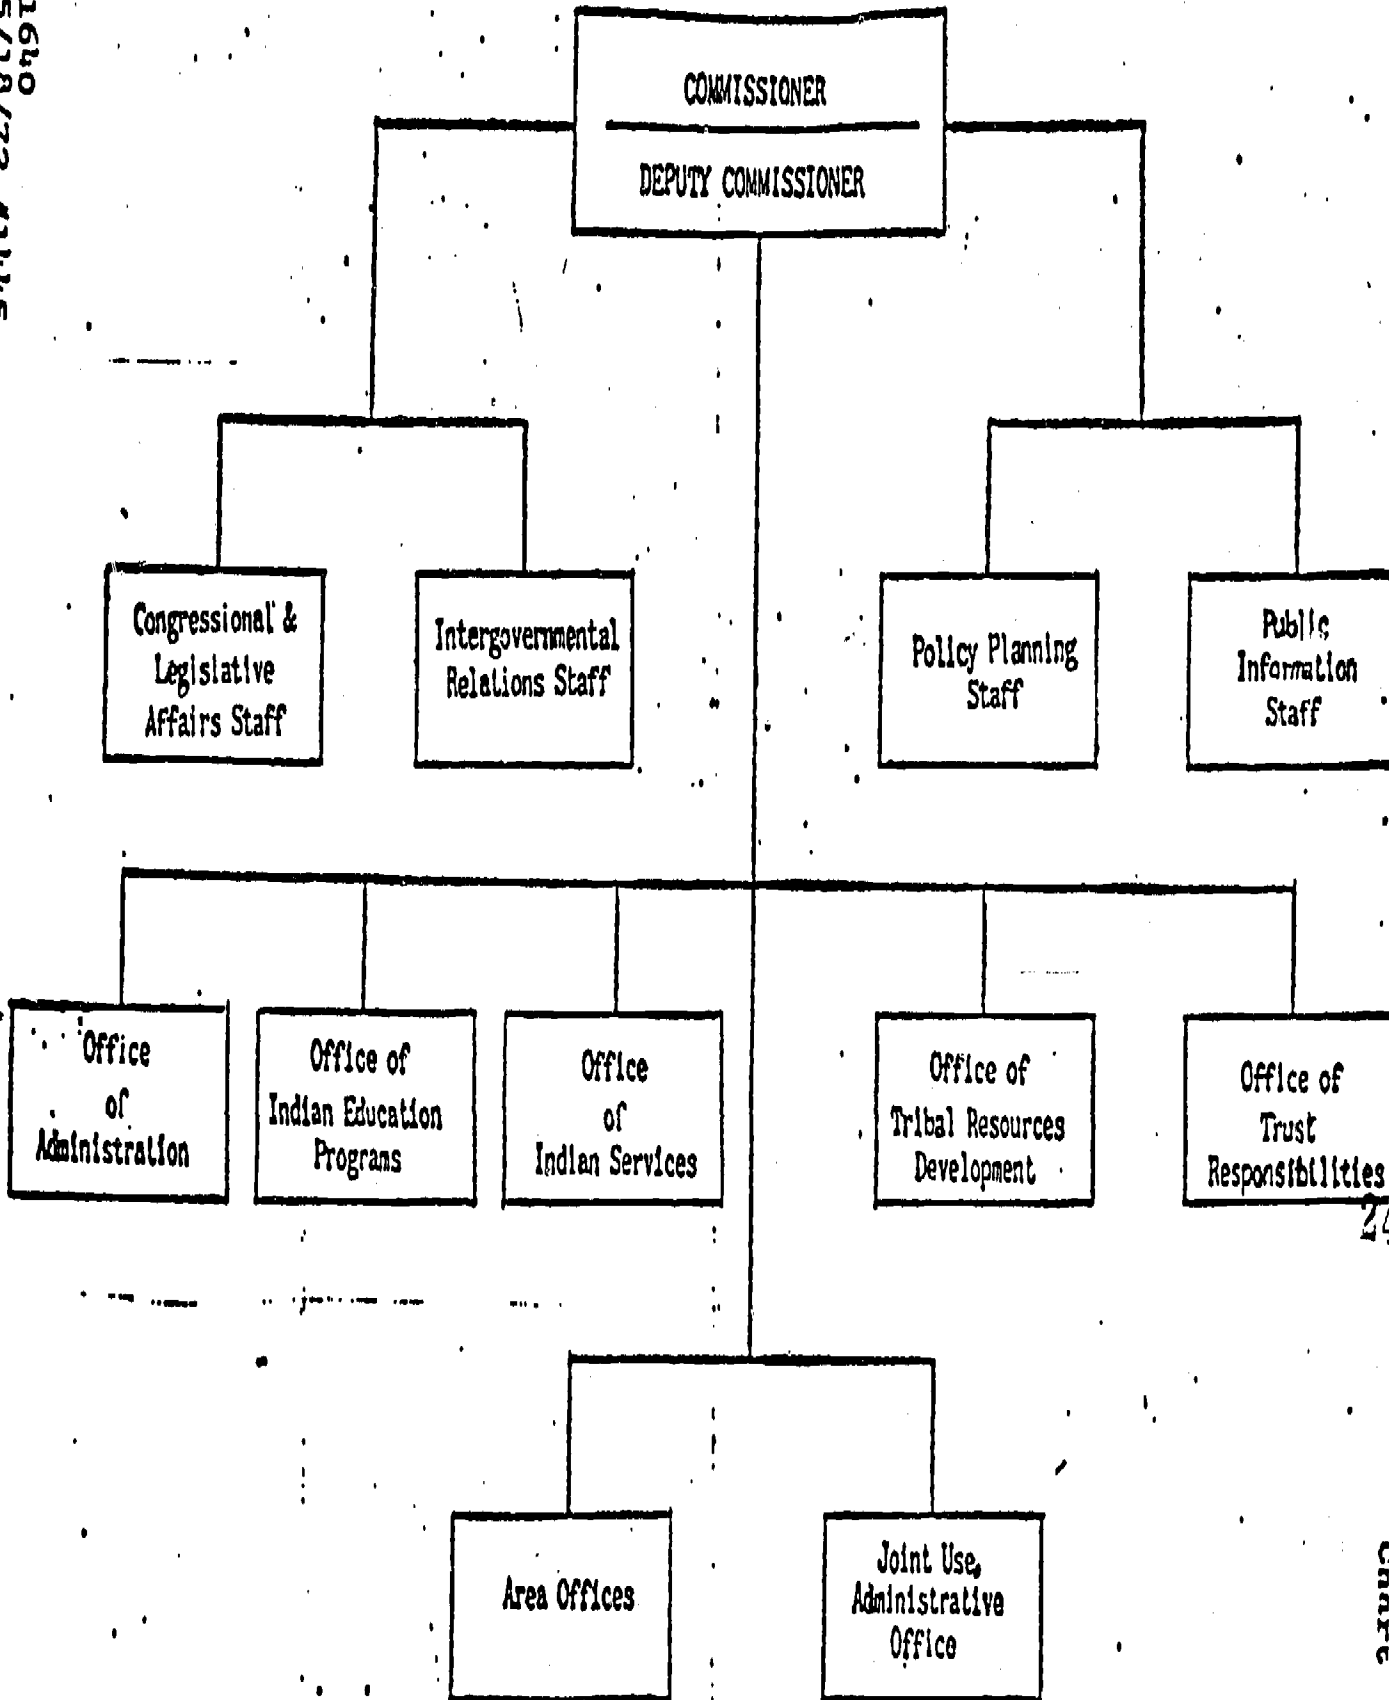 COMMISSIONER
DEPUTY COMMISSIONER
Congressional &
Legislative
Affairs Staff
Intergovernmental
Relations Staff
Policy Planning
Staff
Public
Information
Staff
Office
of
Administration
Office of
Indian Education
Programs
Office
of
Indian Services
Office of
Tribal Resources
Development
Office of
Trust
Responsibilities
Area Offices
Joint Use
Administrative
Office
1640
Chart